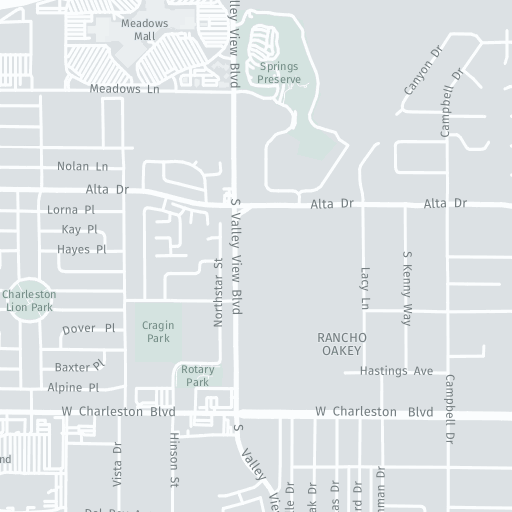 Meadows
Mall
Valley View Blvd
Springs
Preserve
Canyon Dr
Campbell Dr
Meadows Ln
Nolan Ln
Alta Dr
Alta Dr
Alta Dr
Lorna Pl
Kay Pl
Hayes Pl
S Valley View Blvd
Northstar St
Lacy Ln
S Kenny Way
Charleston
Lion Park
Dover Pl
Cragin
Park
RANCHO
OAKEY
Rotary
Park
Baxter Pl
Alpine Pl
Hastings Ave
Campbell Dr
W Charleston Blvd
W Charleston Blvd
Vista Dr
Hinson St
S Valley